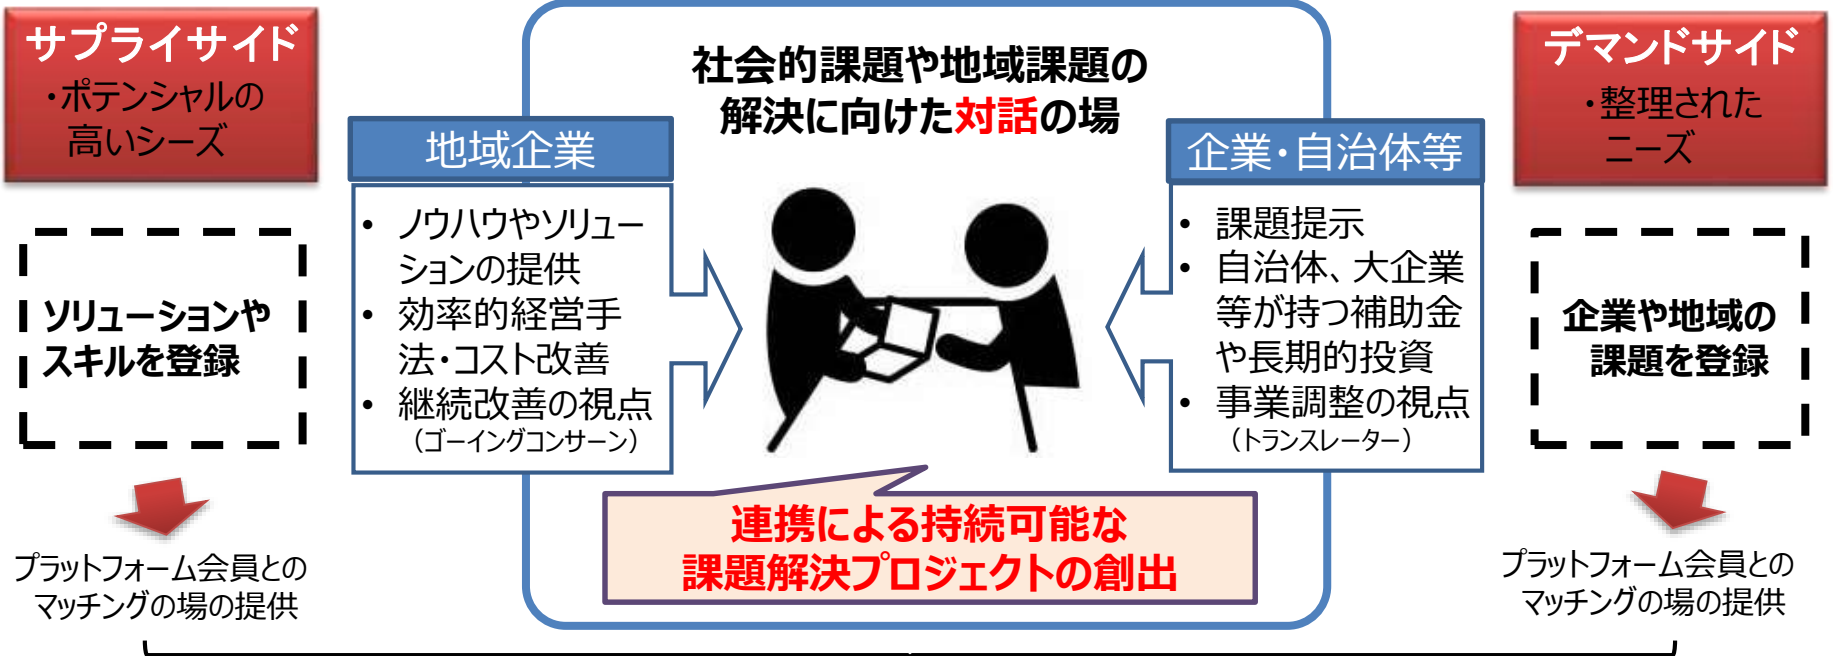 サプライサイド
・ポテンシャルの
高いシーズ
ソリューションや
スキルを登録
プラットフォーム会員との
マッチングの場の提供
社会的課題や地域課題の
解決に向けた対話の場
地域企業
• ノウハウやソリュー
ションの提供
• 効率的経営手
法・コスト改善
• 継続改善の視点
（ゴーイングコンサーン）
企業・自治体等
• 課題提示
• 自治体、大企業
等が持つ補助金
や長期的投資
• 事業調整の視点
（トランスレーター）
連携による持続可能な
課題解決プロジェクトの創出
デマンドサイド
・整理された
ニーズ
企業や地域の
課題を登録
プラットフォーム会員との
マッチングの場の提供